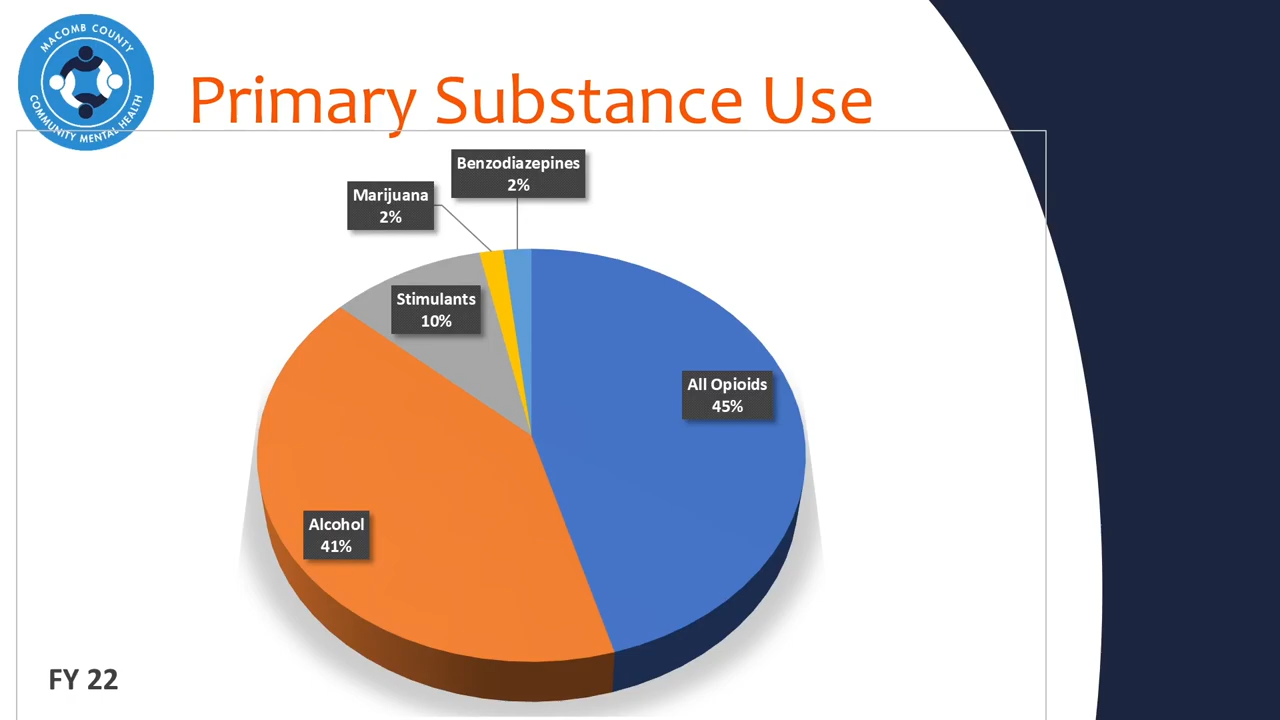 MACOMB COUNTY
COMMUNITY MENTAL HEALTH
Primary Substance Use
Benzodiazepines
2%
Marijuana
2%
Stimulants
10%
All Opioids
45%
Alcohol
41%
FY 22